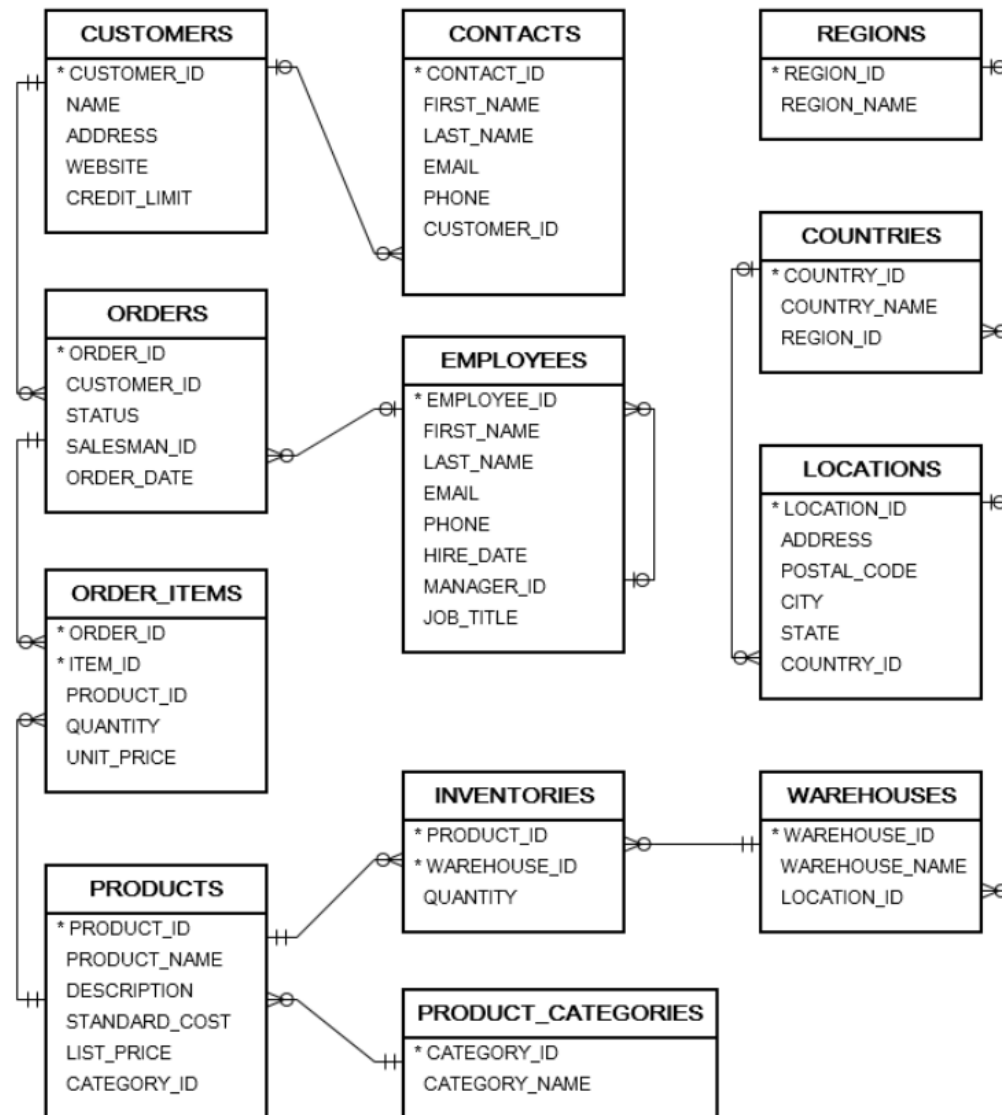 CUSTOMERS
* CUSTOMER_ID
NAME
ADDRESS
WEBSITE
CREDIT_LIMIT
CONTACTS
* CONTACT_ID
FIRST_NAME
LAST_NAME
EMAIL
PHONE
CUSTOMER_ID
REGIONS
* REGION_ID
REGION_NAME
COUNTRIES
* COUNTRY_ID
COUNTRY_NAME
REGION_ID
ORDERS
* ORDER_ID
CUSTOMER_ID
STATUS
SALESMAN_ID
ORDER_DATE
EMPLOYEES
* EMPLOYEE_ID
FIRST_NAME
LAST_NAME
EMAIL
PHONE
HIRE_DATE
MANAGER_ID
JOB_TITLE
LOCATIONS
* LOCATION_ID
ADDRESS
POSTAL_CODE
CITY
STATE
COUNTRY_ID
ORDER_ITEMS
* ORDER_ID
* ITEM_ID
PRODUCT_ID
QUANTITY
UNIT_PRICE
INVENTORIES
* PRODUCT_ID
* WAREHOUSE_ID
QUANTITY
WAREHOUSES
* WAREHOUSE_ID
WAREHOUSE_NAME
LOCATION_ID
PRODUCTS
* PRODUCT_ID
PRODUCT_NAME
DESCRIPTION
STANDARD_COST
LIST_PRICE
CATEGORY_ID
PRODUCT_CATEGORIES
* CATEGORY_ID
CATEGORY_NAME